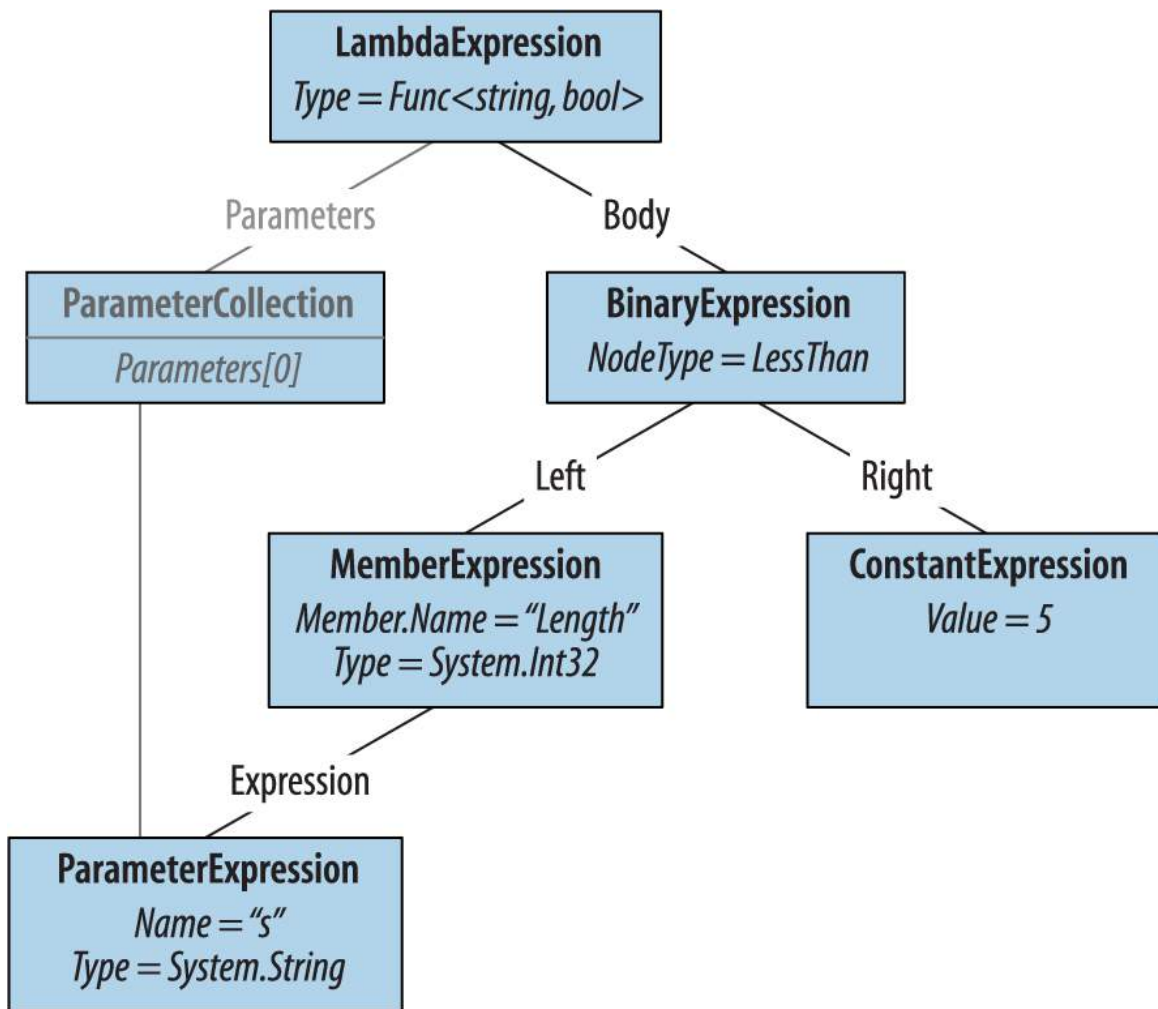 LambdaExpression
Type = Func<string, bool>
Parameters
Body
ParameterCollection
Parameters[0]
BinaryExpression
NodeType = LessThan
Left
Right
MemberExpression
Member.Name = “Length”
Type = System.Int32
ConstantExpression
Value = 5
Expression
ParameterExpression
Name = “s”
Type = System.String